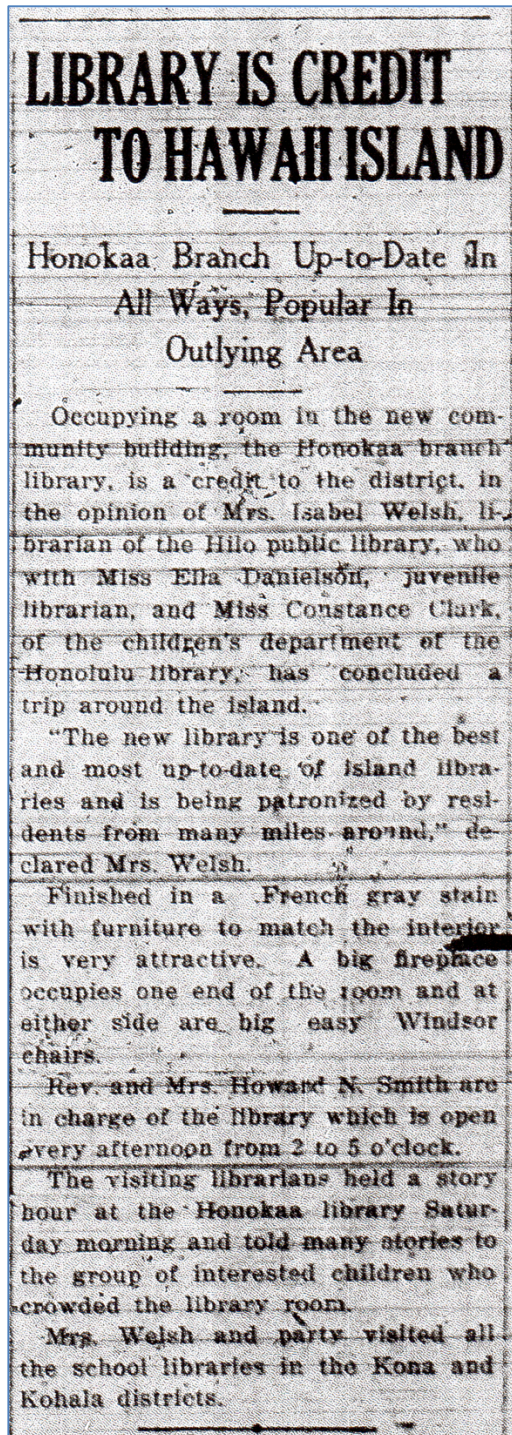 LIBRARY IS CREDIT
TO HAWAII ISLAND
Honokaa Branch Up-to-Date In
All Ways, Popular In
Outlying Area
Occupying a room in the new com-
munity building, the Honokaa branch
library, is a credit to the district, in
the opinion of Mrs. Isabel Welsh, li-
brarian of the Hilo public library, who
with Miss Ella Danielson, juvenile
librarian, and Miss Constance Clark,
of the children's department of the
Honolulu library, has concluded a
trip around the island.
"The new library is one of the best
and most up-to-date of island libra-
ries and is being patronized by resi-
dents from many miles around," de-
clared Mrs. Welsh.
Finished in a French gray stain
with furniture to match the interior
is very attractive. A big fireplace
occupies one end of the room and at
either side are big easy Windsor
chairs.
Rev. and Mrs. Howard N. Smith are
in charge of the library which is open
every afternoon from 2 to 5 o'clock.
The visiting librarians held a story
hour at the Honokaa library Satur-
day morning and told many stories to
the group of interested children who
crowded the library room.
Mrs. Welsh and party visited all
the school libraries in the Kona and
Kohala districts.